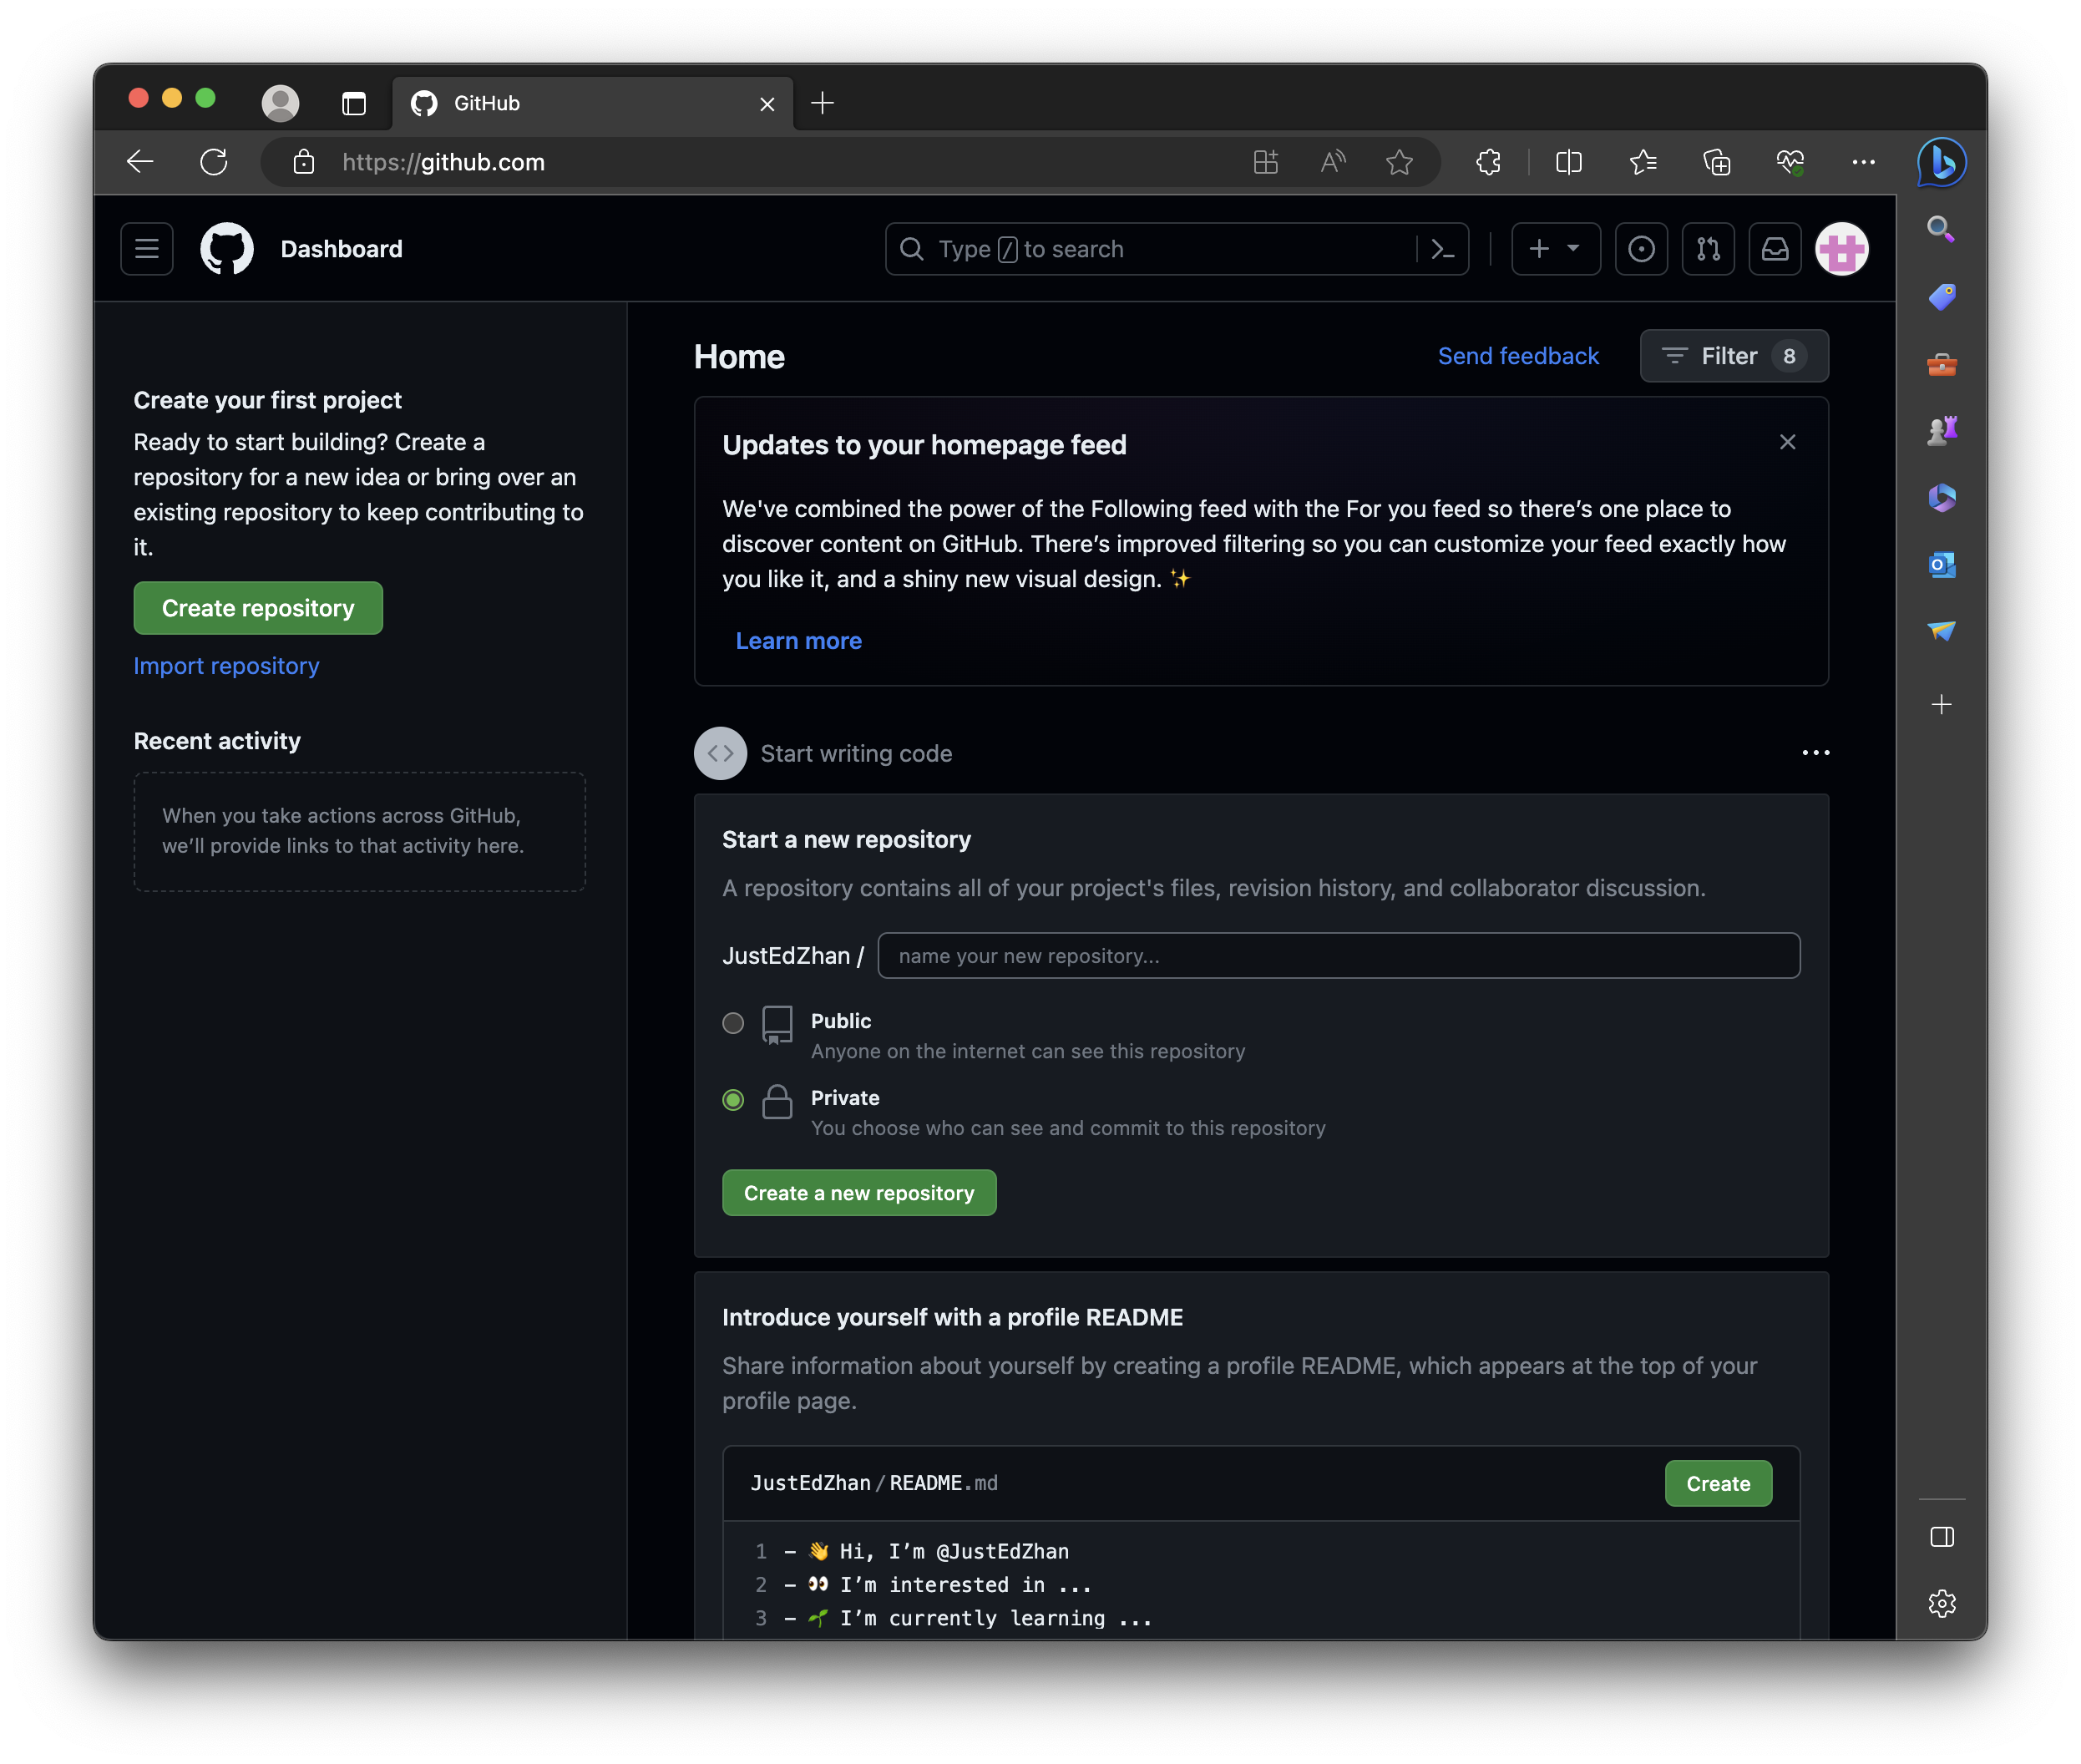 GitHub
https://github.com
Dashboard
Type / to search
Create your first project
Ready to start building? Create a
repository for a new idea or bring over an
existing repository to keep contributing to
it.
Create repository
Import repository
Recent activity
When you take actions across GitHub,
we’ll provide links to that activity here.
Home
Send feedback
Filter 8
Updates to your homepage feed
We've combined the power of the Following feed with the For you feed so there’s one place to
discover content on GitHub. There’s improved filtering so you can customize your feed exactly how
you like it, and a shiny new visual design. ✨
Learn more
Start writing code
Start a new repository
A repository contains all of your project's files, revision history, and collaborator discussion.
JustEdZhan / name your new repository...
Public
Anyone on the internet can see this repository
Private
You choose who can see and commit to this repository
Create a new repository
Introduce yourself with a profile README
Share information about yourself by creating a profile README, which appears at the top of your
profile page.
JustEdZhan/README.md
Create
1 - 👋 Hi, I’m @JustEdZhan
2 - 👀 I’m interested in ...
3 - 🌱 I’m currently learning ...